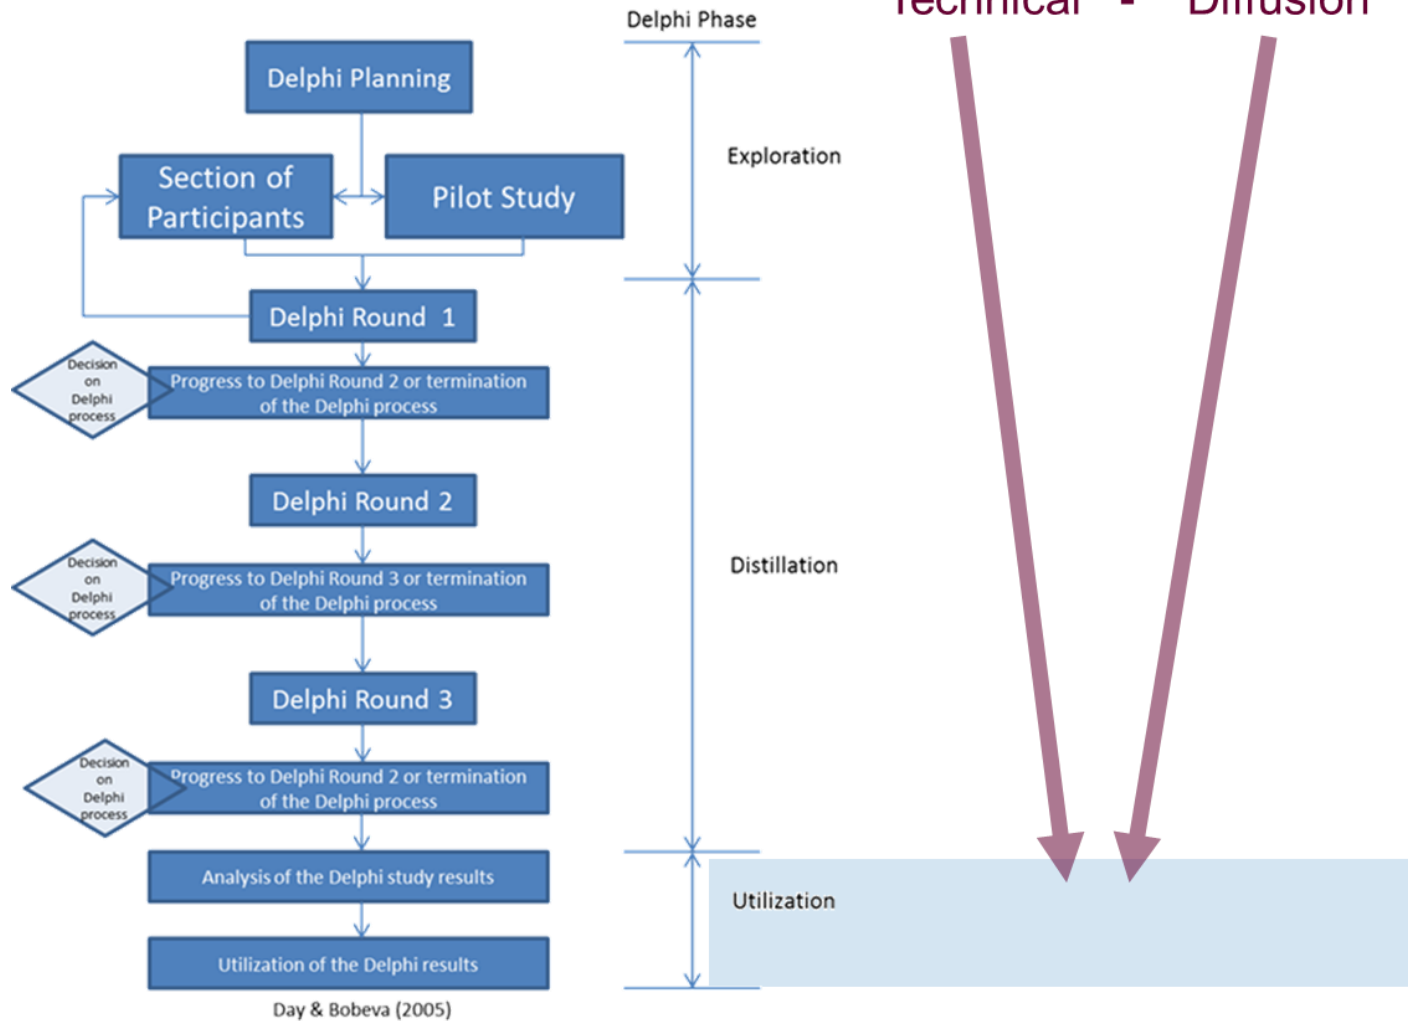 Delphi Phase
Technical - Diffusion
Delphi Planning
Exploration
Section of
Participants
Pilot Study
Delphi Round 1
Decision
on
Delphi
process
Progress to Delphi Round 2 or termination
of the Delphi process
Delphi Round 2
Distillation
Decision
on
Delphi
process
Progress to Delphi Round 3 or termination
of the Delphi process
Delphi Round 3
Decision
on
Delphi
process
Progress to Delphi Round 2 or termination
of the Delphi process
Analysis of the Delphi study results
Utilization
Utilization of the Delphi results
Day & Bobeva (2005)